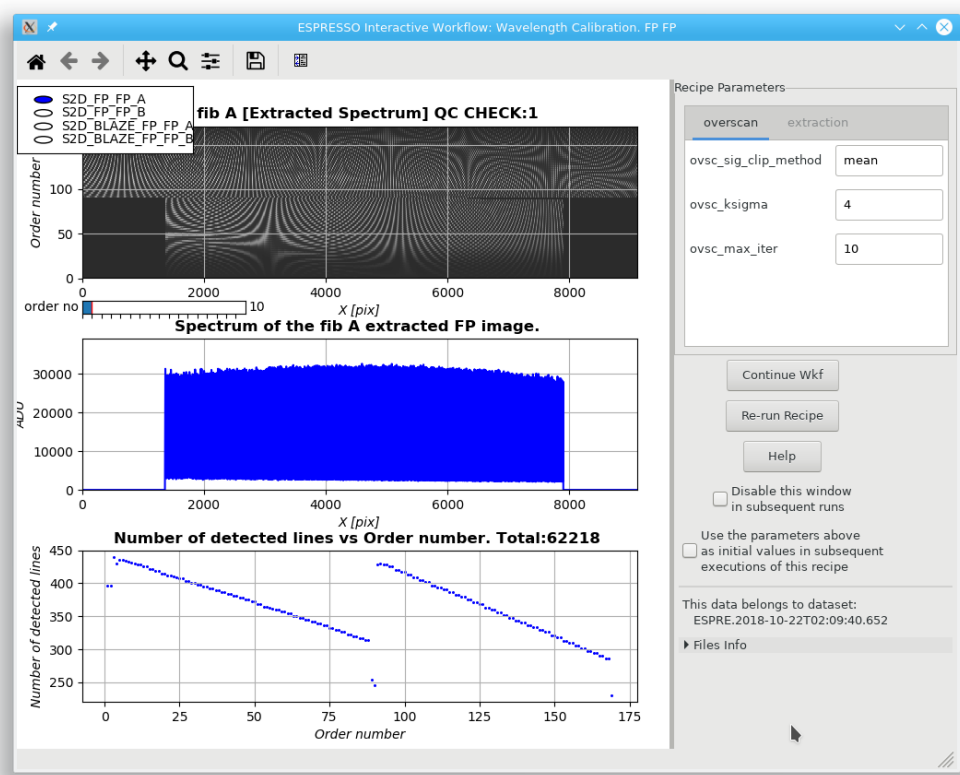 ESPRESSO Interactive Workflow: Wavelength Calibration. FP FP
S2D_FP_FP_A
S2D_FP_FP_B
S2D_BLAZE_FP_FP_A
S2D_BLAZE_FP_FP_B
fib A [Extracted Spectrum] QC CHECK:1
Order number
100
50
0
0 2000 4000 6000 8000
X [pix]
order no 10
Spectrum of the fib A extracted FP image.
ADU
30000
20000
10000
0
0 2000 4000 6000 8000
X [pix]
Number of detected lines vs Order number. Total:62218
Number of detected lines
450
400
350
300
250
0 25 50 75 100 125 150 175
Order number
Recipe Parameters
overscan extraction
ovsc_sig_clip_method mean
ovsc_ksigma 4
ovsc_max_iter 10
Continue Wkf
Re-run Recipe
Help
Disable this window
in subsequent runs
Use the parameters above
as initial values in subsequent
executions of this recipe
This data belongs to dataset:
ESPRE.2018-10-22T02:09:40.652
Files Info